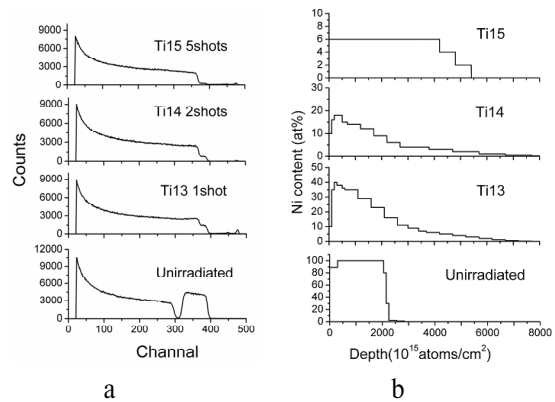 9000
6000
3000
0
Ti15 5shots
9000
6000
3000
0
Ti14 2shots
9000
6000
3000
0
Ti13 1shot
12000
9000
6000
3000
0
Unirradiated
0 100 200 300 400 500
Counts
Channal
a
8
6
4
2
0
Ti15
30
20
10
0
Ti14
50
40
30
20
10
0
Ti13
100
80
60
40
20
0
Unirradiated
0 2000 4000 6000 8000
Ni content (at%)
Depth(10¹⁵atoms/cm²)
b